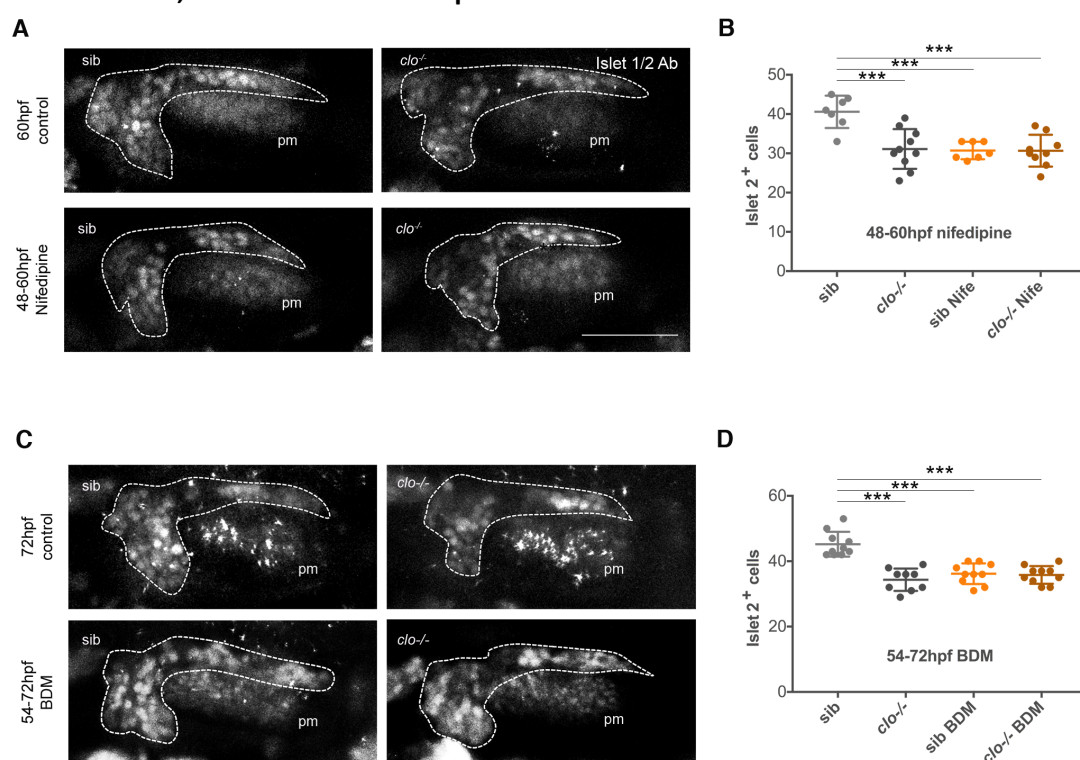 A
sib
clo-/-
Islet 1/2 Ab
60hpf
control
pm
pm
sib
clo-/-
48-60hpf
Nifedipine
pm
pm
B
***
***
***
50
40
30
20
10
0
Islet 2+ cells
48-60hpf nifedipine
sib
clo-/-
sib Nife
clo-/- Nife
C
sib
clo-/-
72hpf
control
pm
pm
sib
clo-/-
54-72hpf
BDM
pm
pm
D
***
***
***
60
40
20
0
Islet 2+ cells
54-72hpf BDM
sib
clo-/-
sib BDM
clo-/- BDM